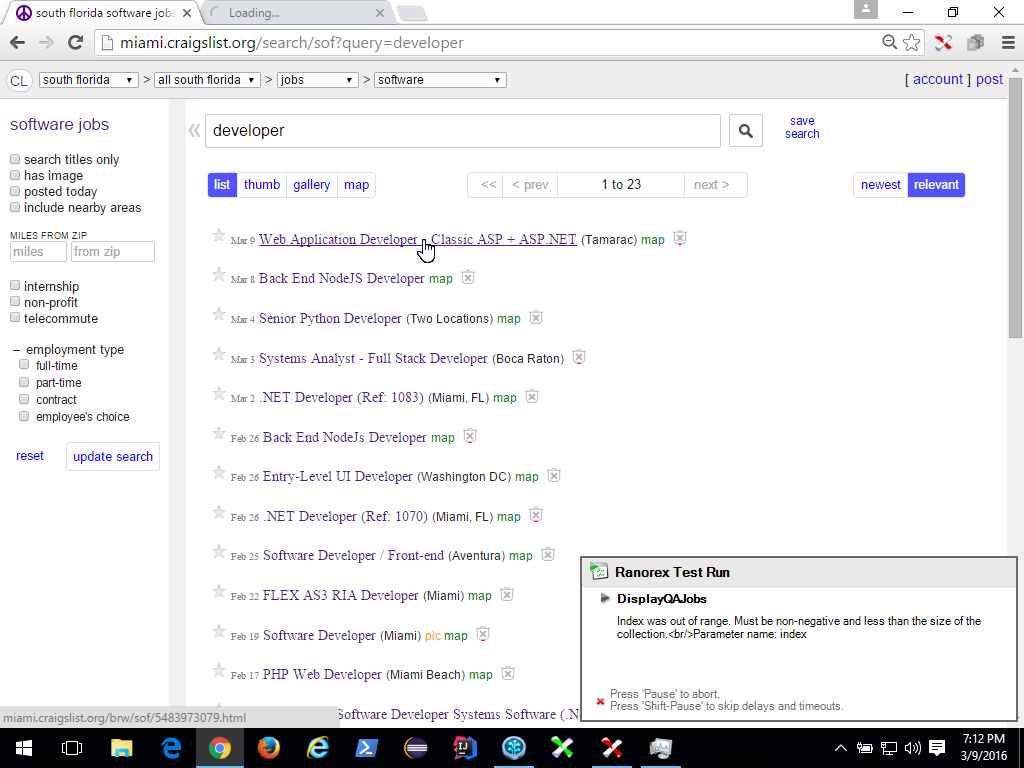 south florida software jobs
Loading...
miami.craigslist.org/search/sof?query=developer
CL south florida > all south florida > jobs > software [ account ] post
software jobs
search titles only
has image
posted today
include nearby areas
MILES FROM ZIP
miles from zip
internship
non-profit
telecommute
– employment type
full-time
part-time
contract
employee's choice
reset update search
« developer
save
search
list thumb gallery map << < prev 1 to 23 next > newest relevant
Mar 9 Web Application Developer - Classic ASP + ASP.NET (Tamarac) map
Mar 8 Back End NodeJS Developer map
Mar 4 Senior Python Developer (Two Locations) map
Mar 3 Systems Analyst - Full Stack Developer (Boca Raton)
Mar 2 .NET Developer (Ref: 1083) (Miami, FL) map
Feb 26 Back End NodeJs Developer map
Feb 26 Entry-Level UI Developer (Washington DC) map
Feb 26 .NET Developer (Ref: 1070) (Miami, FL) map
Feb 25 Software Developer / Front-end (Aventura) map
Feb 22 FLEX AS3 RIA Developer (Miami) map
Feb 19 Software Developer (Miami) pic map
Feb 17 PHP Web Developer (Miami Beach) map
Software Developer Systems Software (.N
Ranorex Test Run
DisplayQAJobs
Index was out of range. Must be non-negative and less than the size of the
collection.<br/>Parameter name: index
Press 'Pause' to abort.
Press 'Shift-Pause' to skip delays and timeouts.
miami.craigslist.org/brw/sof/5483973079.html
7:12 PM
3/9/2016